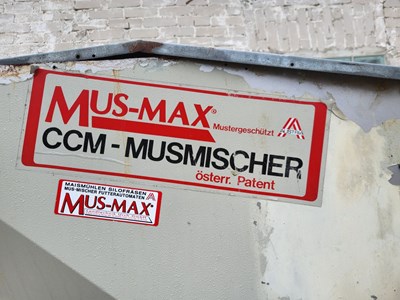 MUS-MAX®
Mustergeschützt
CCM - MUSMISCHER
österr. Patent
MAISMÜHLEN SILOFRÄSEN
MUS-MISCHER FUTTERAUTOMATEN
MUS-MAX®